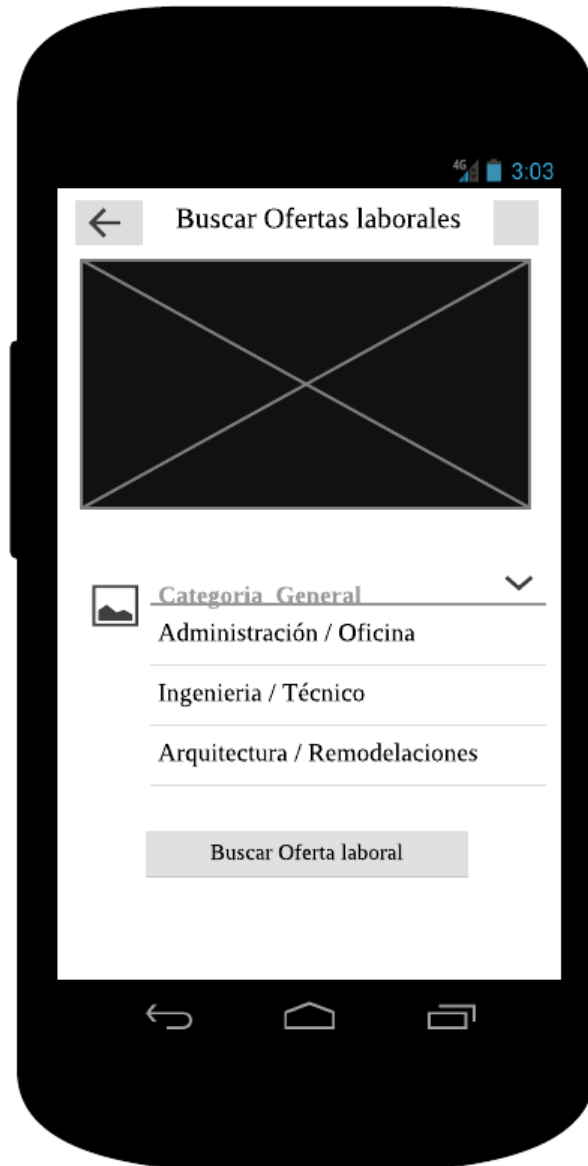 4G 3:03
Buscar Ofertas laborales
Categoria General
Administración / Oficina
Ingenieria / Técnico
Arquitectura / Remodelaciones
Buscar Oferta laboral